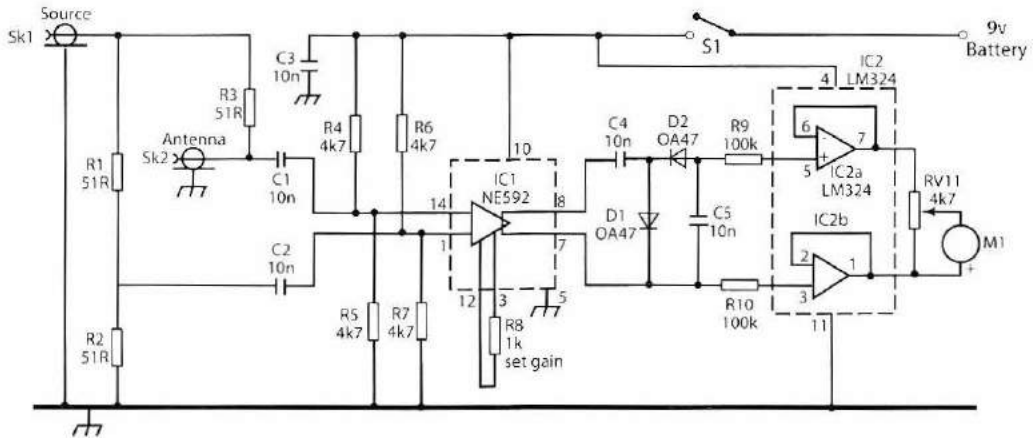 Source
Sk1
R3
51R
C3
10n
S1
9v
Battery
IC2
LM324
4
Antenna
Sk2
R1
51R
C1
10n
R4
4k7
R6
4k7
10
IC1
NE592
14
1
8
7
12
3
5
C4
10n
D2
OA47
D1
OA47
C5
10n
R9
100k
6
-
7
+
5
IC2a
LM324
RV11
4k7
IC2b
2
1
3
M1
+
C2
10n
R2
51R
R5
4k7
R7
4k7
R8
1k
set gain
R10
100k
11